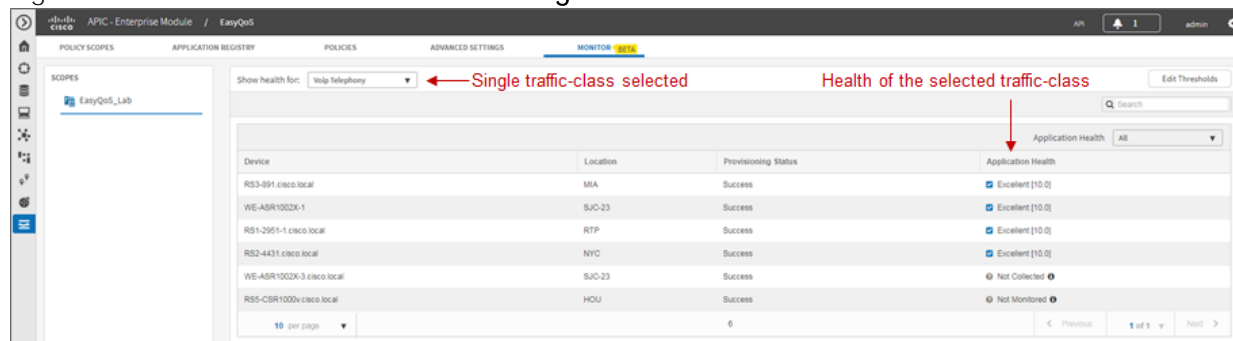 cisco APIC - Enterprise Module / EasyQoS API 1 admin
POLICY SCOPES APPLICATION REGISTRY POLICIES ADVANCED SETTINGS MONITOR BETA
SCOPES
EasyQoS_Lab
Show health for: Voip Telephony Single traffic-class selected Health of the selected traffic-class Edit Thresholds
Search
Application Health All
Device Location Provisioning Status Application Health
RS3-891.cisco.local MIA Success Excellent [10.0]
WE-ASR1002X-1 SJC-23 Success Excellent [10.0]
RS1-2951-1.cisco.local RTP Success Excellent [10.0]
RS2-4431.cisco.local NYC Success Excellent [10.0]
WE-ASR1002X-3.cisco.local SJC-23 Success Not Collected
RS5-CSR1000v.cisco.local HOU Success Not Monitored
10 per page 6 Previous 1 of 1 Next